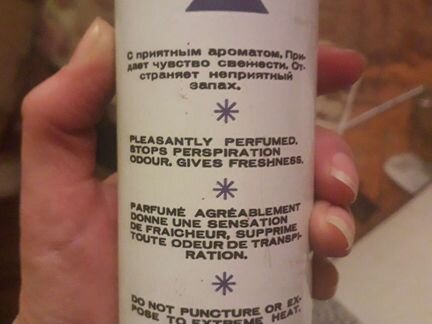 С приятным ароматом. При-
дает чувство свежести. От-
страняет неприятный
запах.
PLEASANTLY PERFUMED.
STOPS PERSPIRATION
ODOUR. GIVES FRESHNESS.
PARFUMÉ AGRÉABLEMENT
DONNE UNE SENSATION
DE FRAICHEUR, SUPPRIME
TOUTE ODEUR DE TRANSPI-
RATION.
DO NOT PUNCTURE OR EX-
POSE TO EXTREME HEAT.